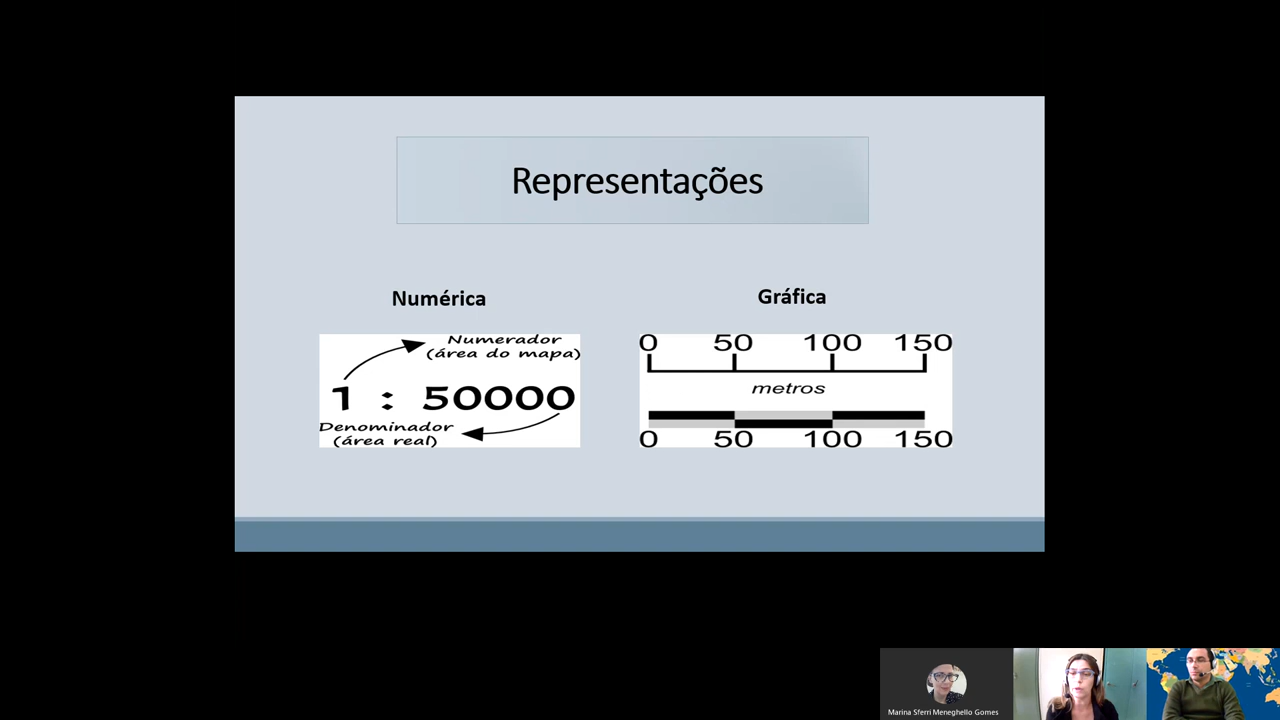 Representações
Numérica
Gráfica
Numerador
(área do mapa)
1 : 50000
Denominador
(área real)
0 50 100 150
metros
0 50 100 150
Marina Sferri Meneghello Gomes